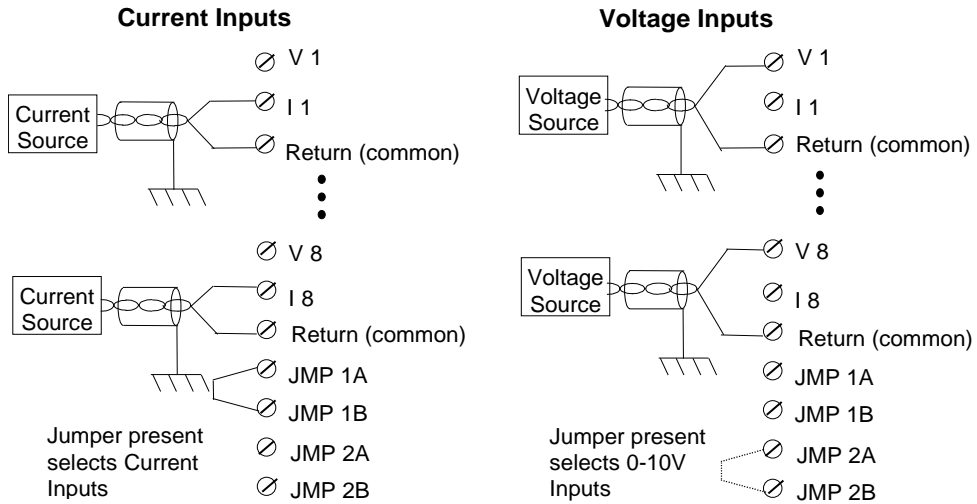 Current Inputs
V 1
I 1
Current
Source
Return (common)
V 8
I 8
Current
Source
Return (common)
JMP 1A
JMP 1B
Jumper present
selects Current
Inputs
JMP 2A
JMP 2B
Voltage Inputs
V 1
I 1
Voltage
Source
Return (common)
V 8
I 8
Voltage
Source
Return (common)
JMP 1A
JMP 1B
Jumper present
selects 0-10V
Inputs
JMP 2A
JMP 2B